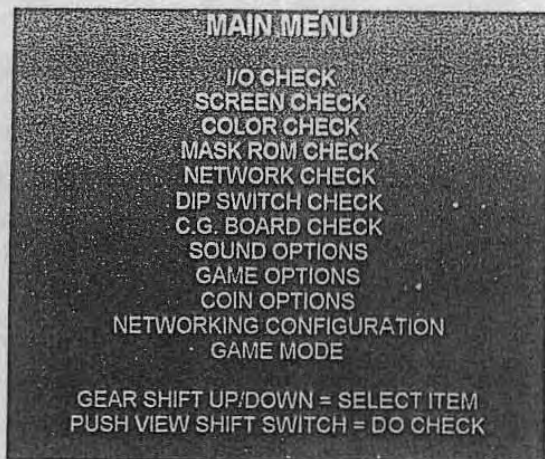 MAIN MENU
I/O CHECK
SCREEN CHECK
COLOR CHECK
MASK ROM CHECK
NETWORK CHECK
DIP SWITCH CHECK
C.G. BOARD CHECK
SOUND OPTIONS
GAME OPTIONS
COIN OPTIONS
NETWORKING CONFIGURATION
GAME MODE
GEAR SHIFT UP/DOWN = SELECT ITEM
PUSH VIEW SHIFT SWITCH = DO CHECK